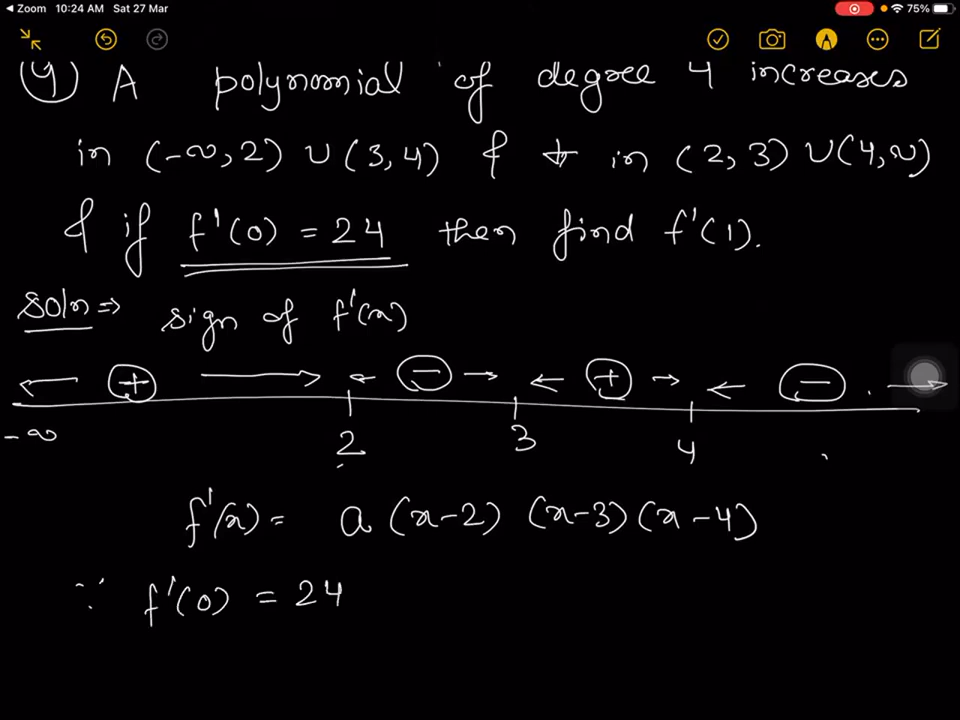 Zoom 10:24 AM Sat 27 Mar 75%
(4) A polynomial of degree 4 increases
in (-∞, 2) ∪ (3, 4) & ↓ in (2, 3) ∪ (4, ∞)
& if f'(0) = 24 then find f'(1).
Soln ⇒ sign of f'(x)
+ - + -
-∞ 2 3 4
f'(x) = a (x-2) (x-3) (x-4)
∵ f'(0) = 24